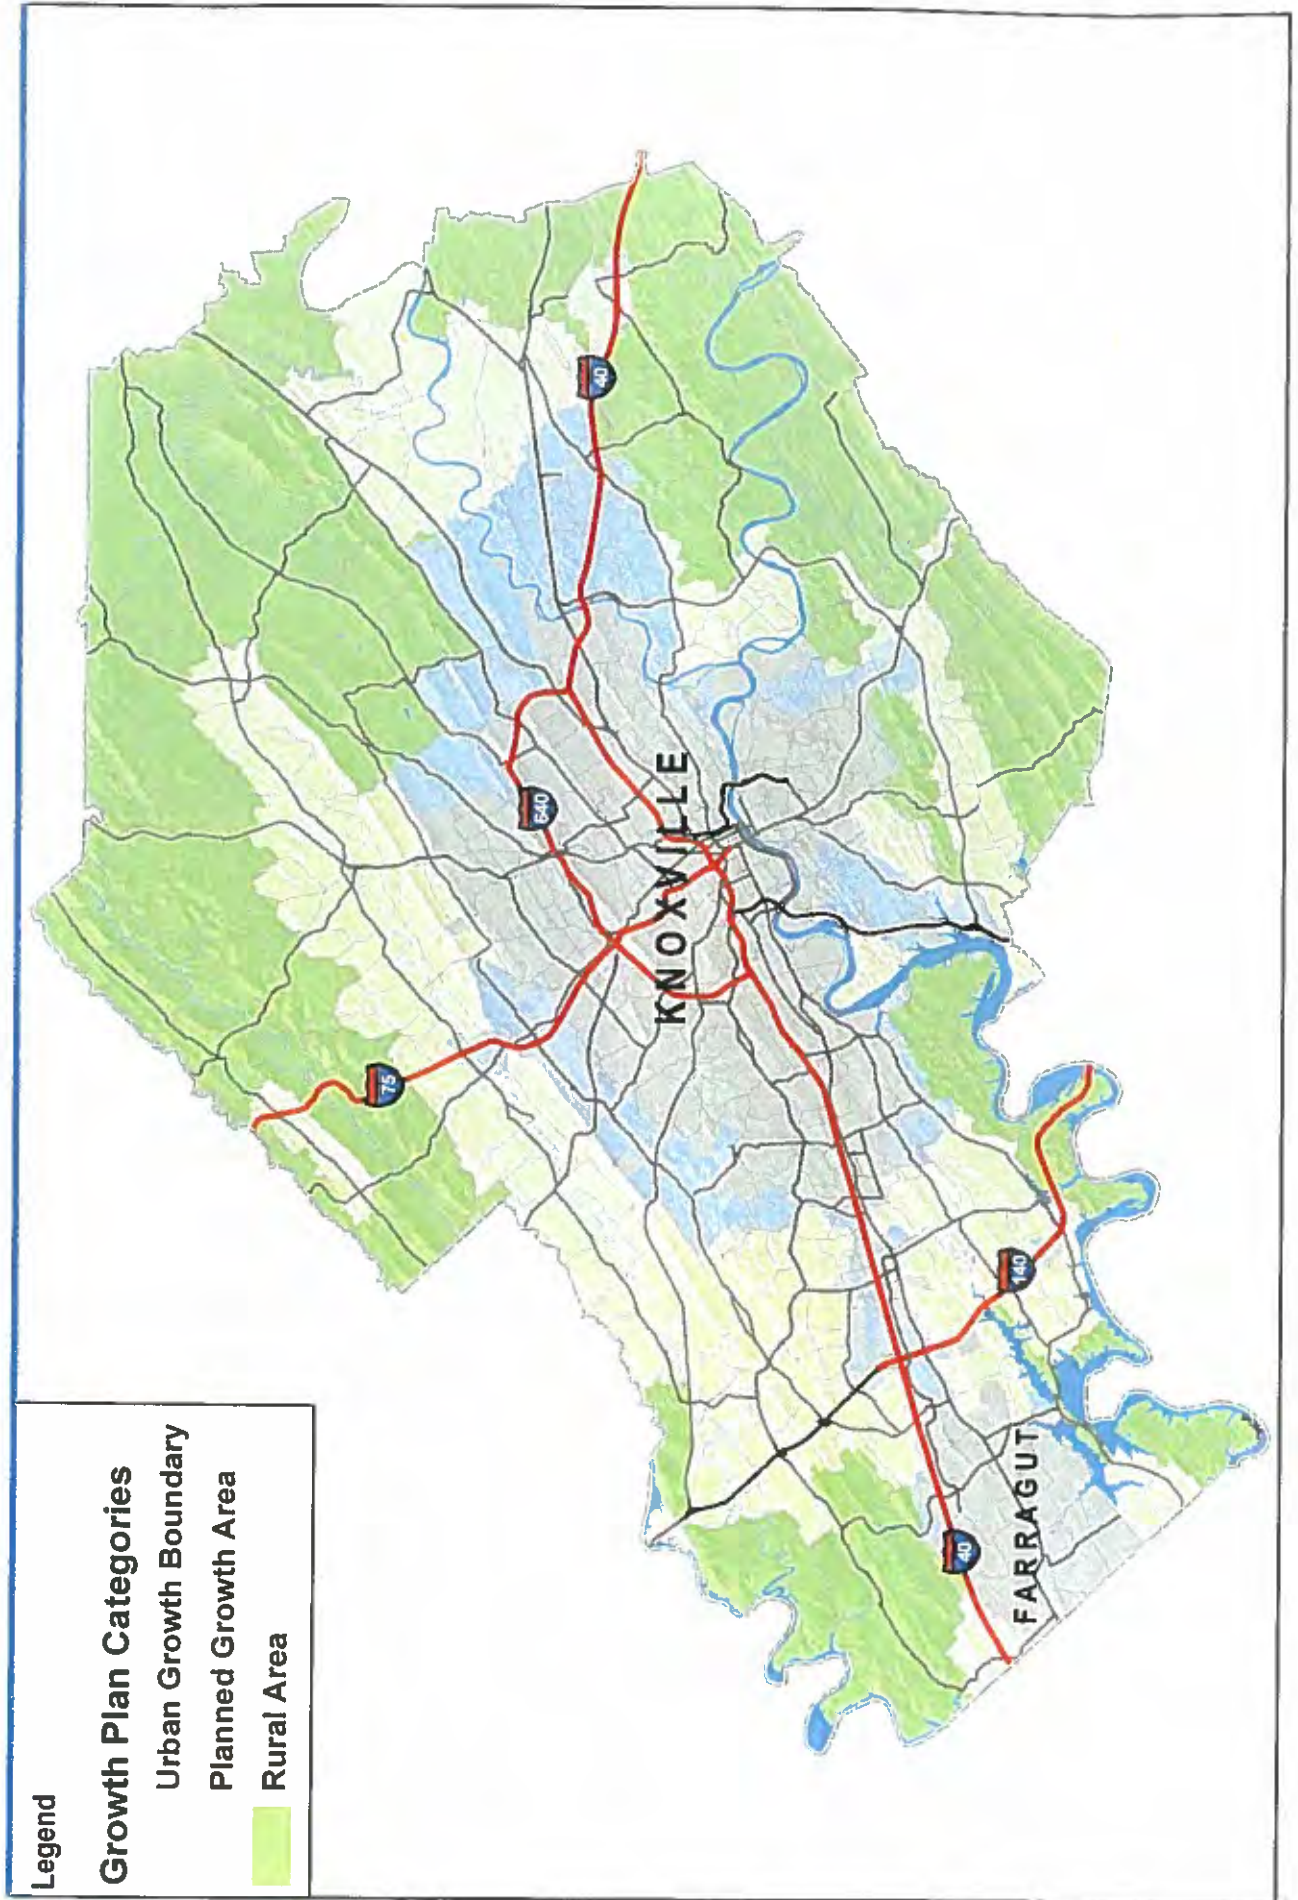 Legend
Growth Plan Categories
Urban Growth Boundary
Planned Growth Area
Rural Area
75
640
40
KNOXVILLE
140
40
FARRAGUT